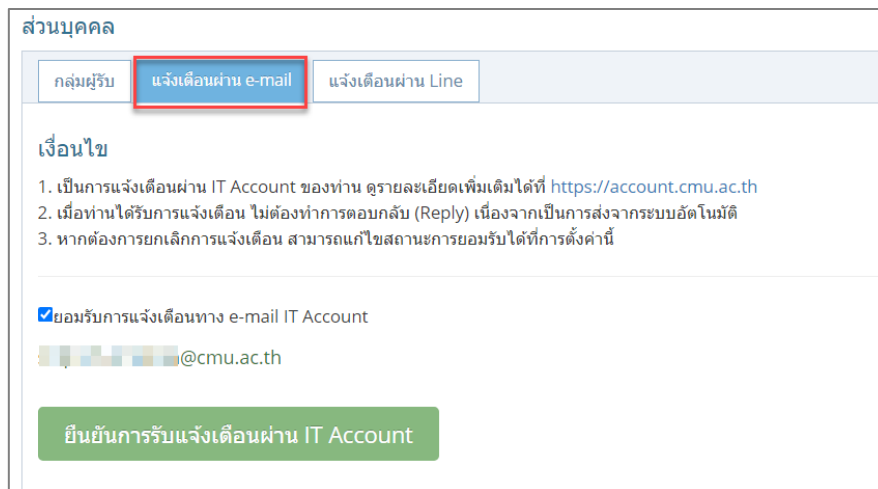 ส่วนบุคคล
กลุ่มผู้รับ แจ้งเตือนผ่าน e-mail แจ้งเตือนผ่าน Line
เงื่อนไข
1. เป็นการแจ้งเตือนผ่าน IT Account ของท่าน ดูรายละเอียดเพิ่มเติมได้ที่ https://account.cmu.ac.th
2. เมื่อท่านได้รับการแจ้งเตือน ไม่ต้องทำการตอบกลับ (Reply) เนื่องจากเป็นการส่งจากระบบอัตโนมัติ
3. หากต้องการยกเลิกการแจ้งเตือน สามารถแก้ไขสถานะการยอมรับได้ที่การตั้งค่านี้
ยอมรับการแจ้งเตือนทาง e-mail IT Account
@cmu.ac.th
ยืนยันการรับแจ้งเตือนผ่าน IT Account